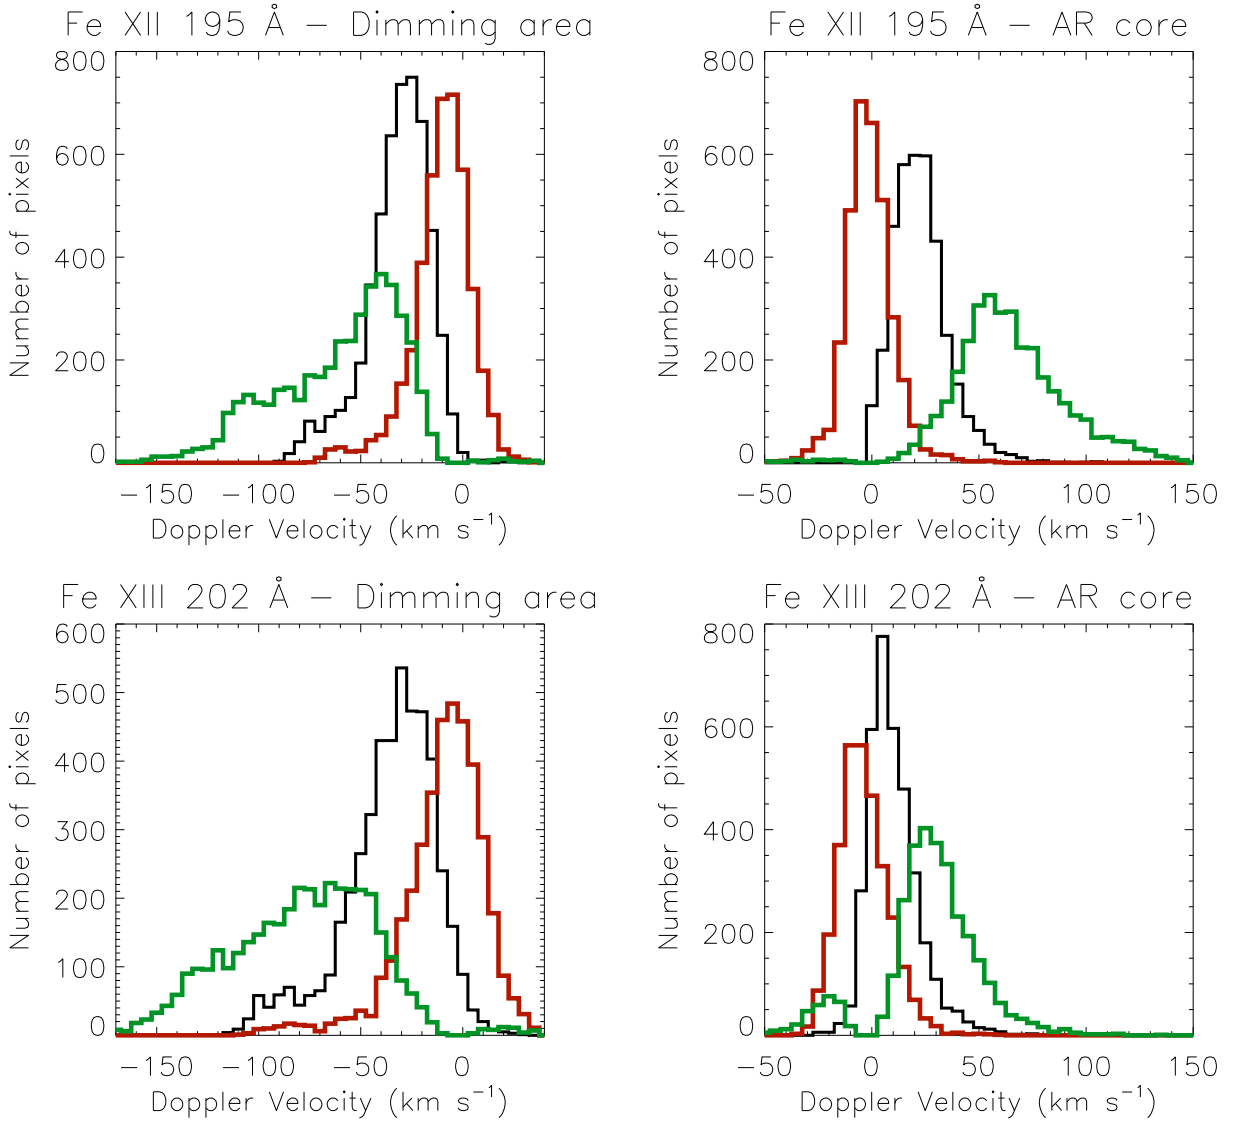 Fe XII 195 Å – Dimming area
800
600
400
200
0
Number of pixels
−150 −100 −50 0
Doppler Velocity (km s⁻¹)
Fe XII 195 Å – AR core
800
600
400
200
0
Number of pixels
−50 0 50 100 150
Doppler Velocity (km s⁻¹)
Fe XIII 202 Å – Dimming area
600
500
400
300
200
100
0
Number of pixels
−150 −100 −50 0
Doppler Velocity (km s⁻¹)
Fe XIII 202 Å – AR core
800
600
400
200
0
Number of pixels
−50 0 50 100 150
Doppler Velocity (km s⁻¹)